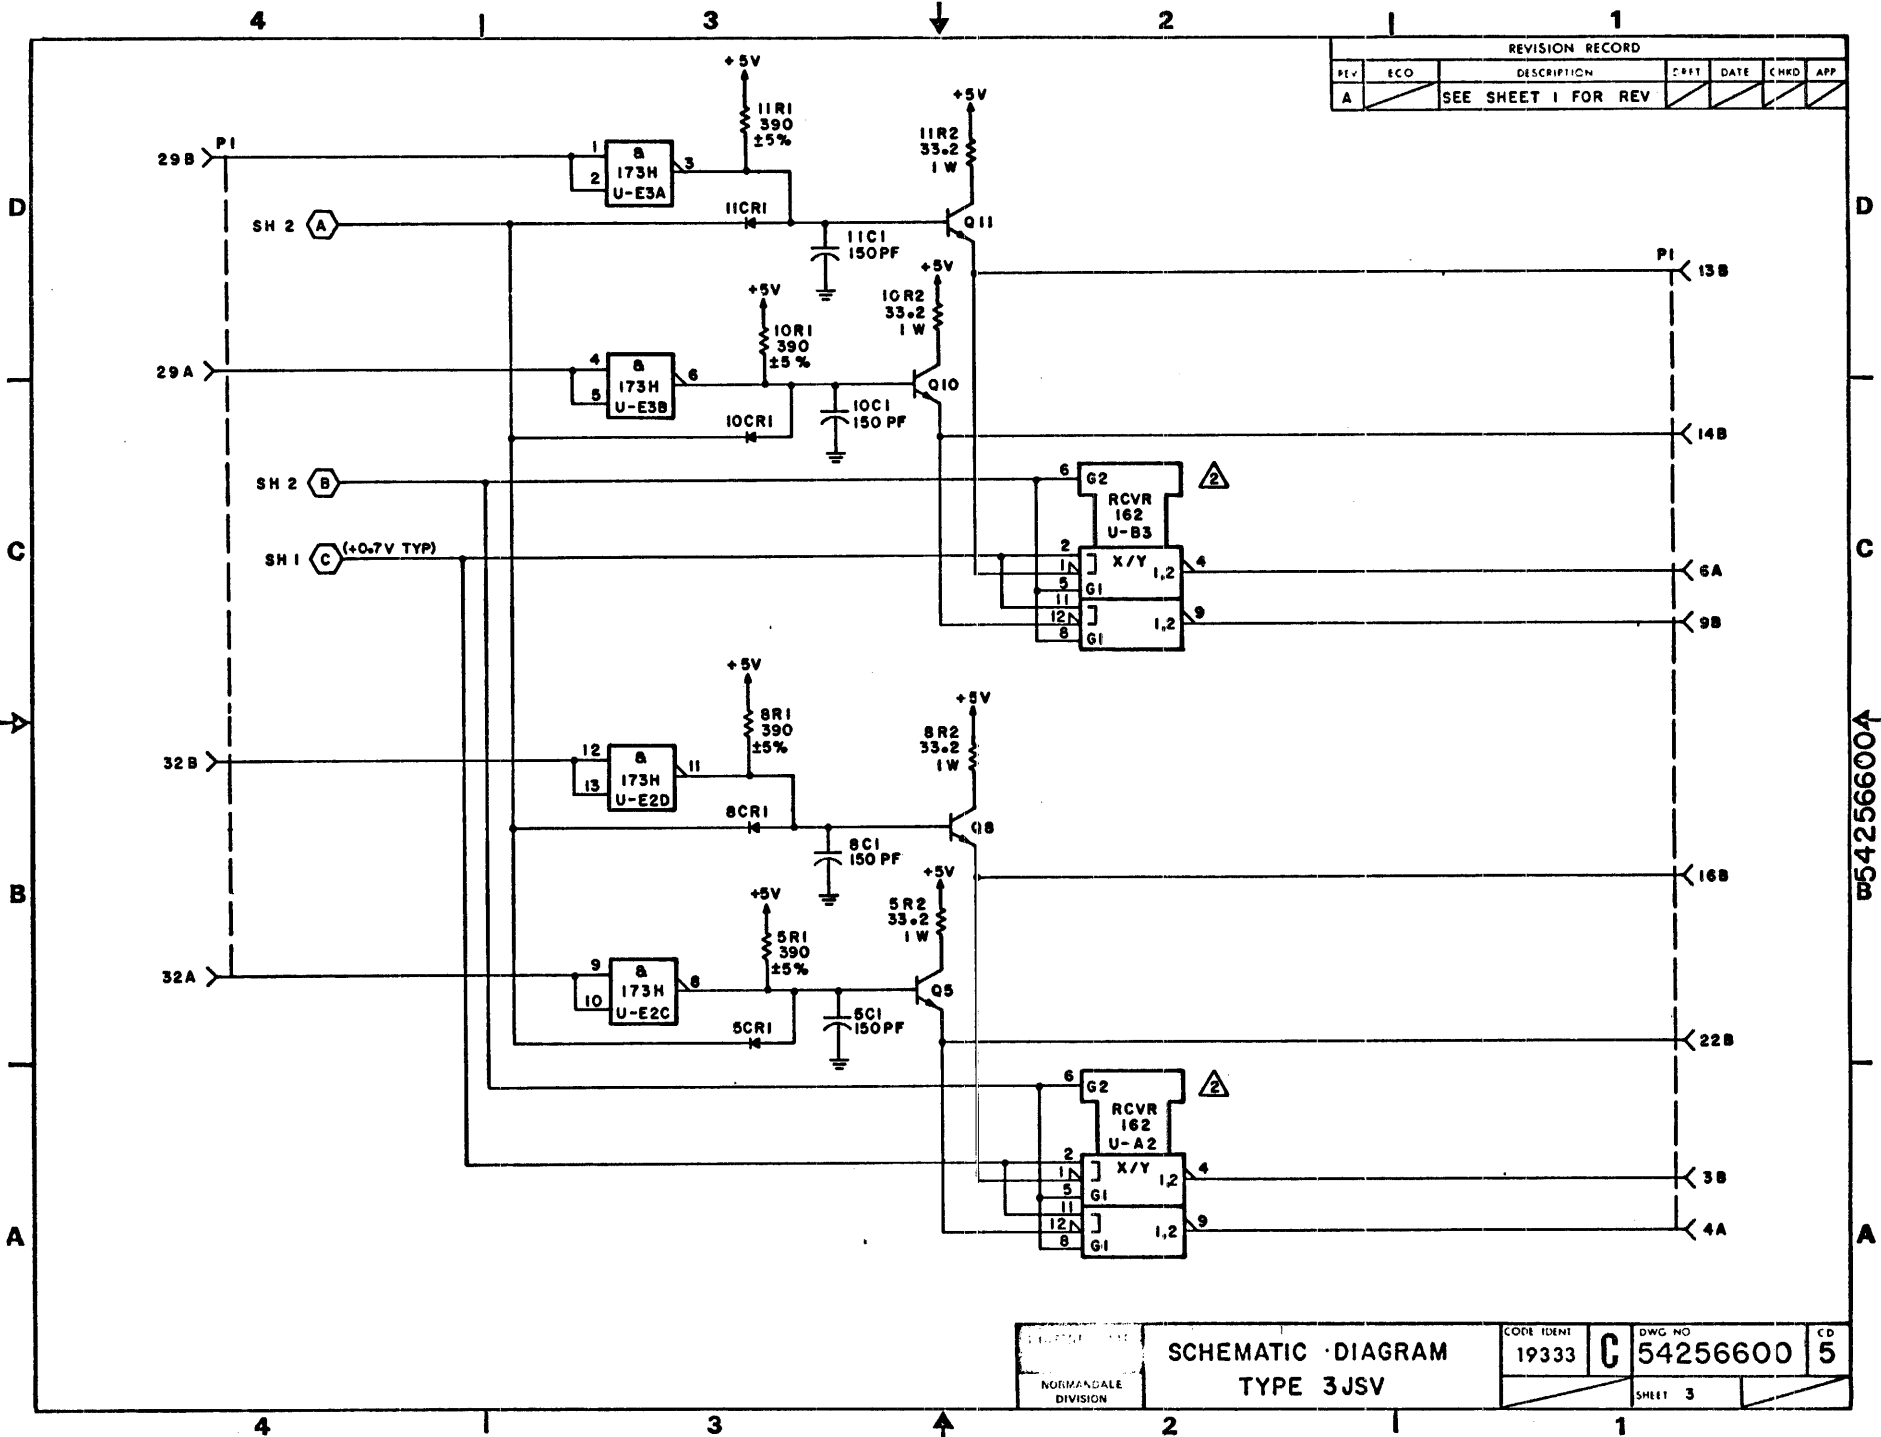 4 3 2 1
REVISION RECORD
REV ECO DESCRIPTION DRFT DATE CHKD APP
A SEE SHEET 1 FOR REV
D
D
+5V
11R1
390
±5%
+5V
11R2
33.2
1W
29B
P1
1
2
&
173H
U-E3A
3
SH 2 A
11CR1
11C1
150PF
Q11
P1
13B
+5V
10R1
390
±5%
+5V
10R2
33.2
1W
29A
4
5
&
173H
U-E3B
6
10CR1
10C1
150PF
Q10
14B
SH 2 B
6
G2
RCVR
162
U-B3
2
C
C
SH 1 C (+0.7V TYP)
2
1
5
11
12
8
X/Y
1,2
G1
1,2
G1
4
9
6A
9B
+5V
8R1
390
±5%
+5V
8R2
33.2
1W
32B
12
13
&
173H
U-E2D
11
8CR1
8C1
150PF
Q8
16B
B
B
+5V
5R1
390
±5%
+5V
5R2
33.2
1W
32A
9
10
&
173H
U-E2C
8
5CR1
5C1
150PF
Q5
22B
6
G2
RCVR
162
U-A2
2
2
1
5
11
12
8
X/Y
1,2
G1
1,2
G1
4
9
3B
4A
A
A
54256600
NORMANDALE
DIVISION
SCHEMATIC DIAGRAM
TYPE 3JSV
CODE IDENT
19333
C
DWG NO
54256600
CD
5
SHEET 3
4 3 2 1